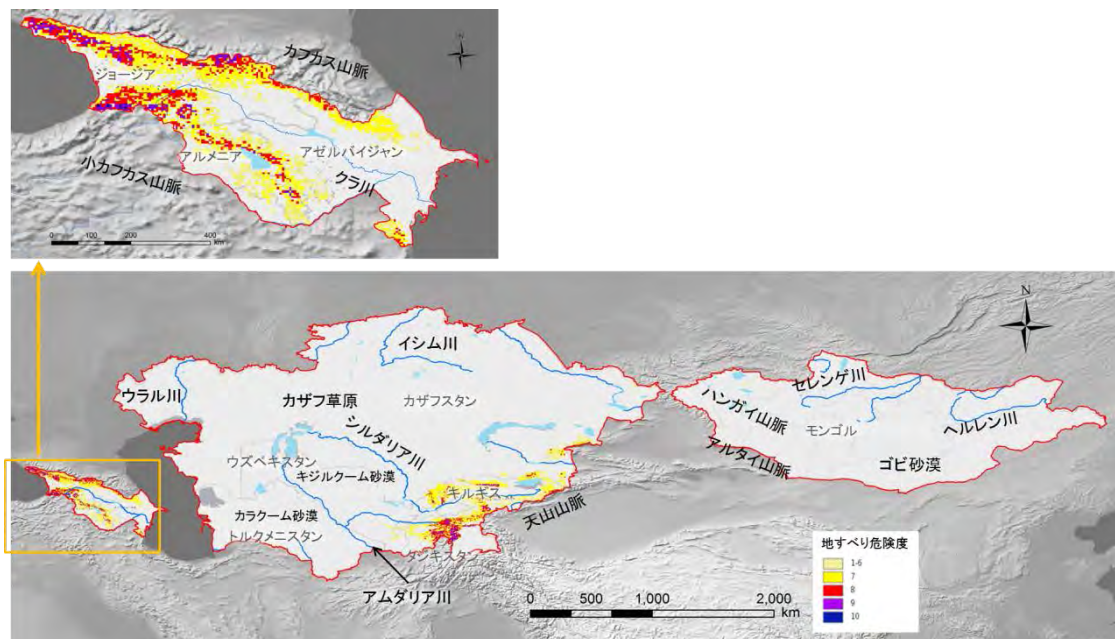 カフカス山脈
ジョージア
アルメニア
アゼルバイジャン
小カフカス山脈
クラ川
0 100 200 400
km
N
イシム川
ウラル川
カザフ草原
カザフスタン
シルダリア川
ウズベキスタン
キジルクーム砂漠
キルギス
カラクーム砂漠
トルクメニスタン
天山山脈
タジキスタン
アムダリア川
セレンゲ川
ハンガイ山脈
モンゴル
ヘルレン川
アルタイ山脈
ゴビ砂漠
地すべり危険度
1-6
7
8
9
10
0 500 1,000 2,000
km